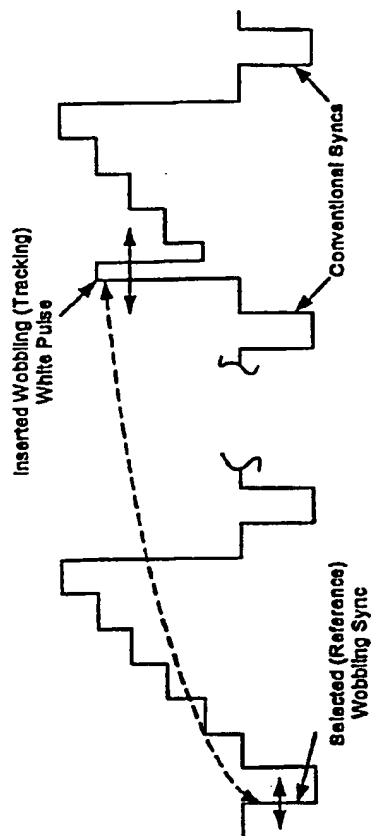 Inserted Wobbling (Tracking)
White Pulse
Conventional Syncs
Selected (Reference)
Wobbling Sync